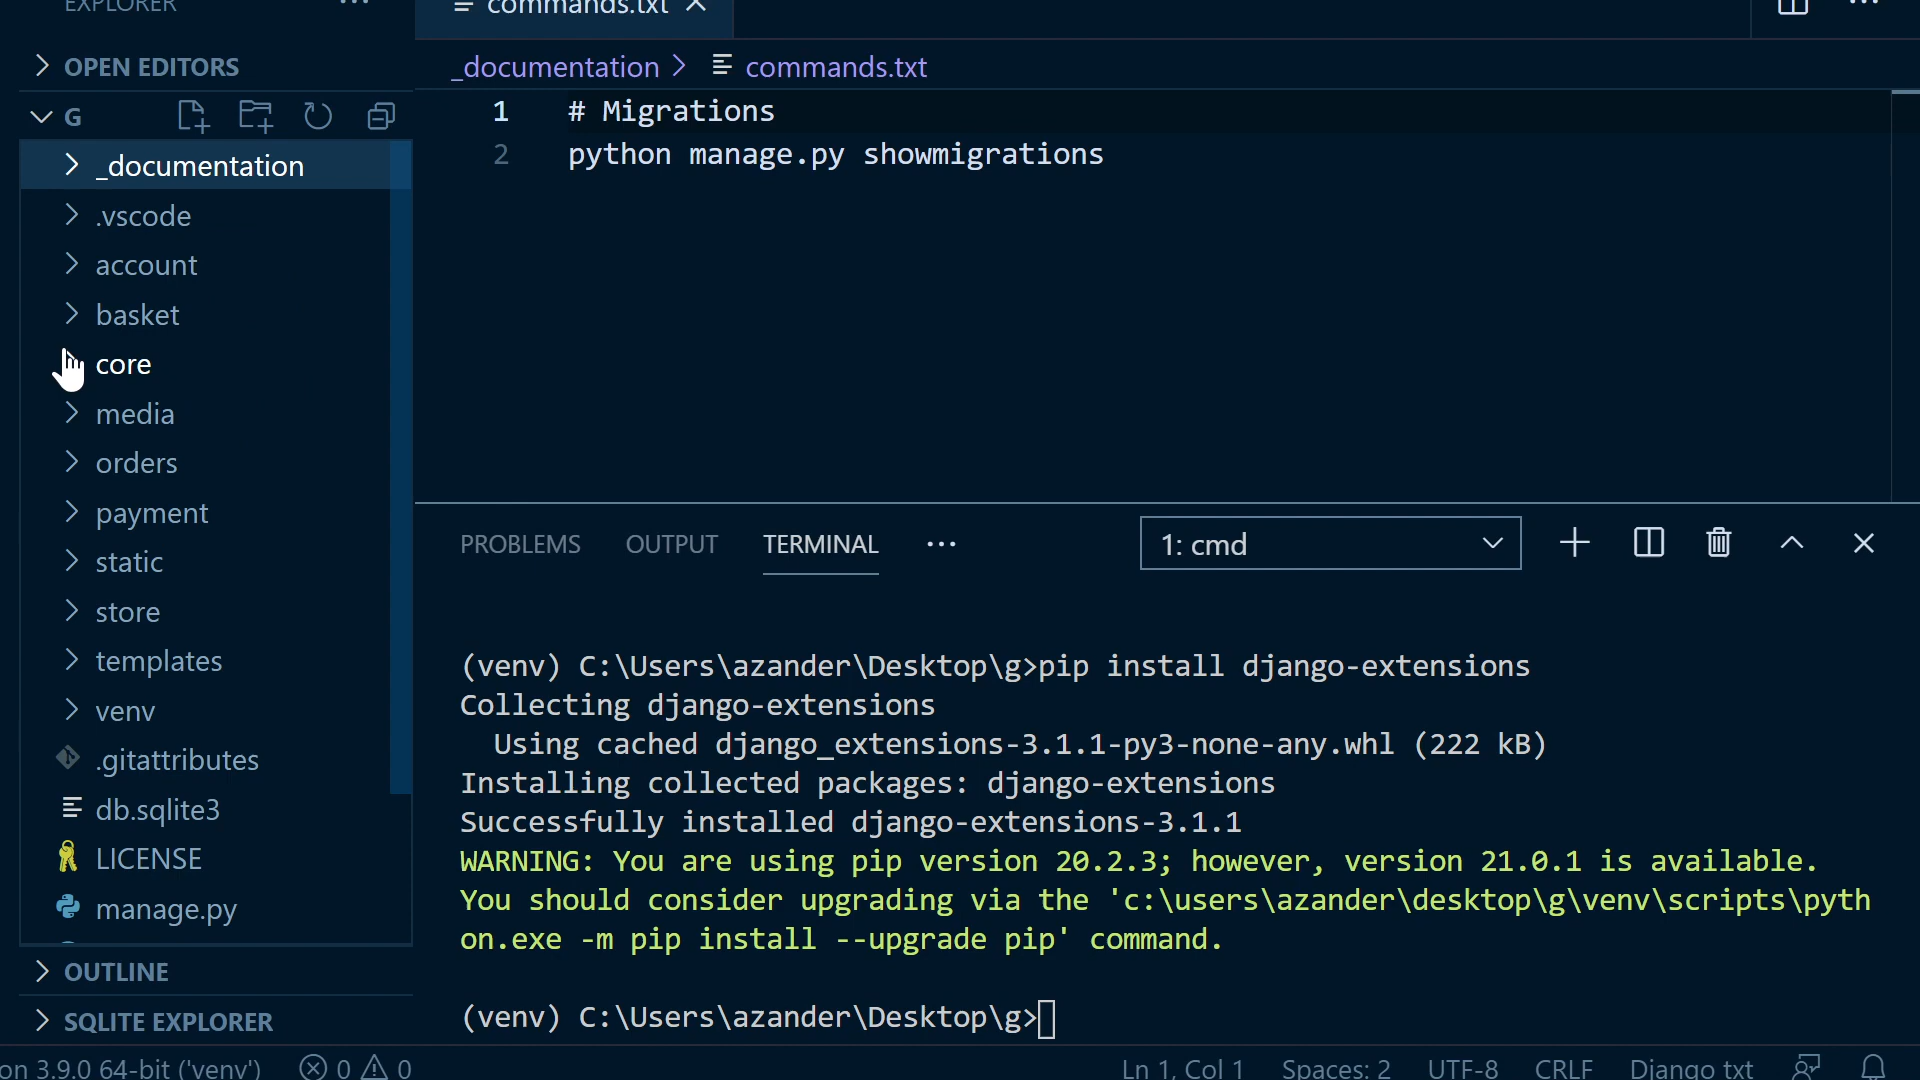 EXPLORER
commands.txt
OPEN EDITORS
_documentation > commands.txt
G
1 # Migrations
2 python manage.py showmigrations
_documentation
.vscode
account
basket
core
media
orders
payment
static
store
templates
venv
.gitattributes
db.sqlite3
LICENSE
manage.py
OUTLINE
SQLITE EXPLORER
PROBLEMS OUTPUT TERMINAL ··· 1: cmd
(venv) C:\Users\azander\Desktop\g>pip install django-extensions
Collecting django-extensions
Using cached django_extensions-3.1.1-py3-none-any.whl (222 kB)
Installing collected packages: django-extensions
Successfully installed django-extensions-3.1.1
WARNING: You are using pip version 20.2.3; however, version 21.0.1 is available.
You should consider upgrading via the 'c:\users\azander\desktop\g\venv\scripts\pyth
on.exe -m pip install --upgrade pip' command.
(venv) C:\Users\azander\Desktop\g>
on 3.9.0 64-bit ('venv') 0 0 Ln 1, Col 1 Spaces: 2 UTF-8 CRLF Django txt